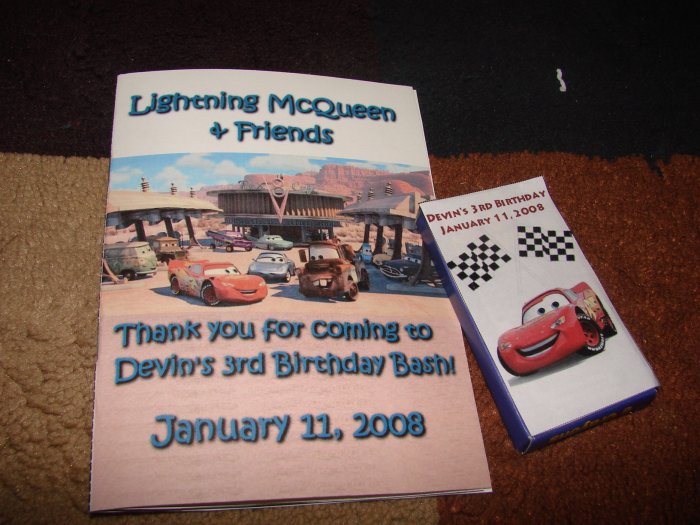 Lightning McQueen
& Friends
Thank you for coming to
Devin's 3rd Birthday Bash!
January 11, 2008
Devin's 3rd Birthday
January 11, 2008